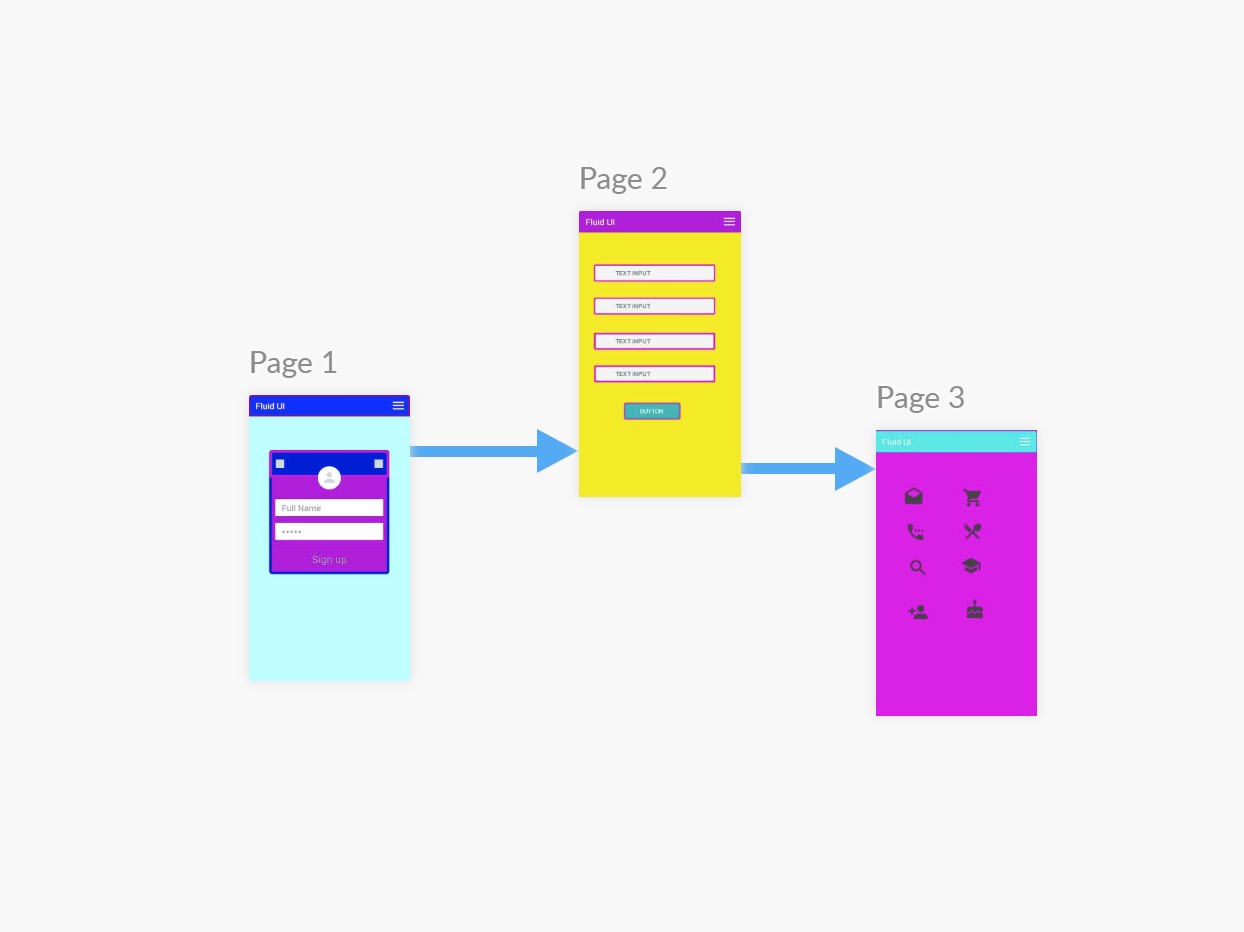 Page 1
Fluid UI
Full Name
*****
Sign up
Page 2
Fluid UI
TEXT INPUT
TEXT INPUT
TEXT INPUT
TEXT INPUT
BUTTON
Page 3
Fluid UI